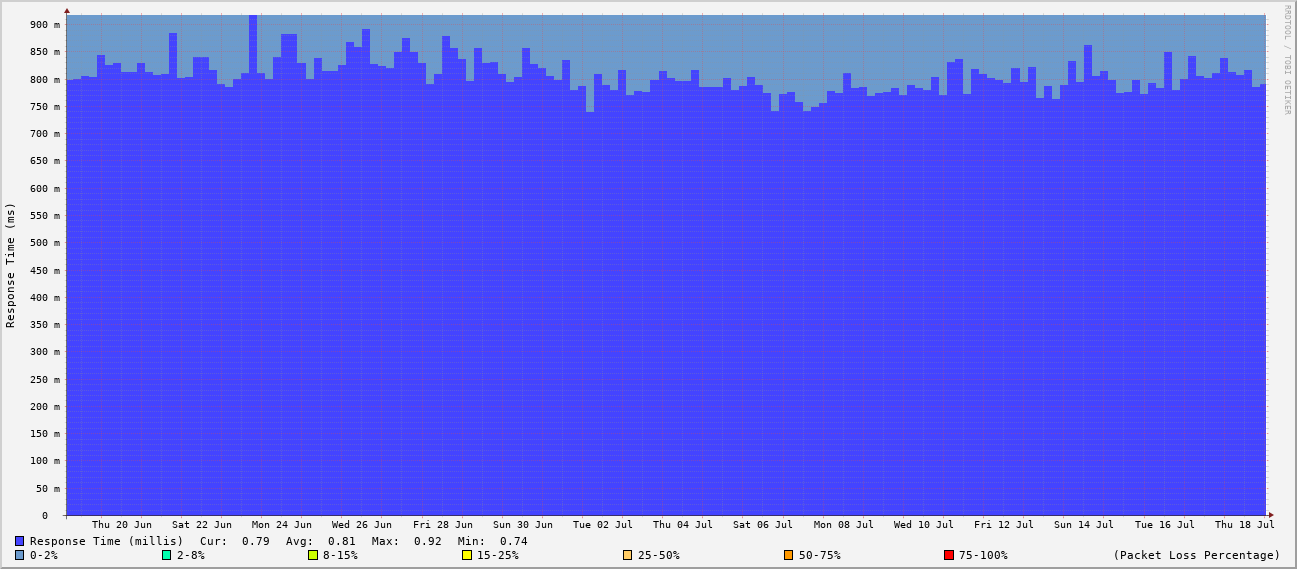 900 m
850 m
800 m
750 m
700 m
650 m
600 m
550 m
500 m
450 m
400 m
350 m
300 m
250 m
200 m
150 m
100 m
50 m
0
Response Time (ms)
RRDTOOL / TOBI OETIKER
Thu 20 Jun Sat 22 Jun Mon 24 Jun Wed 26 Jun Fri 28 Jun Sun 30 Jun Tue 02 Jul Thu 04 Jul Sat 06 Jul Mon 08 Jul Wed 10 Jul Fri 12 Jul Sun 14 Jul Tue 16 Jul Thu 18 Jul
Response Time (millis) Cur: 0.79 Avg: 0.81 Max: 0.92 Min: 0.74
0-2% 2-8% 8-15% 15-25% 25-50% 50-75% 75-100% (Packet Loss Percentage)